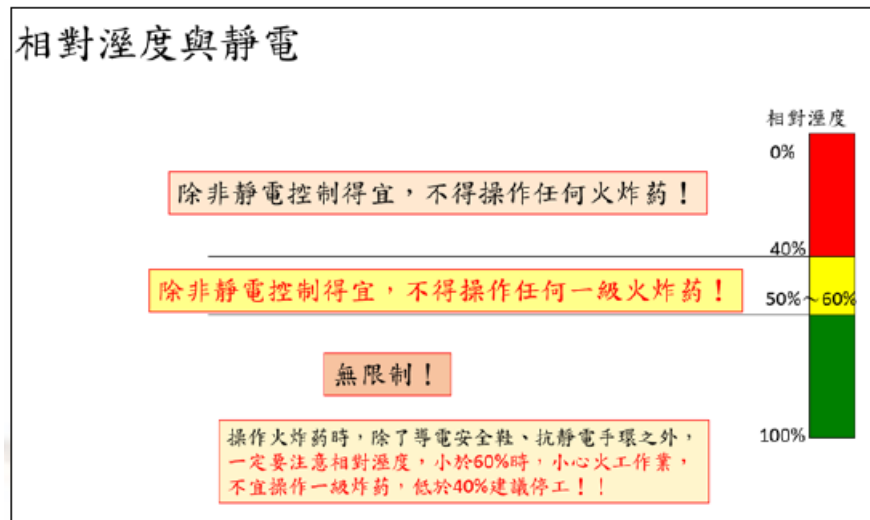 相對溼度與靜電
相對溼度
0%
除非靜電控制得宜，不得操作任何火炸葯！
40%
除非靜電控制得宜，不得操作任何一級火炸葯！
50%～60%
無限制！
操作火炸葯時，除了導電安全鞋、抗靜電手環之外，
一定要注意相對溼度，小於60%時，小心火工作業，
不宜操作一級炸葯，低於40%建議停工！！
100%